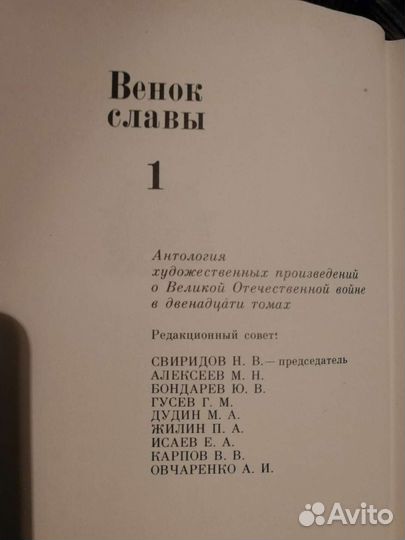 Венок
славы
1
Антология
художественных произведений
о Великой Отечественной войне
в двенадцати томах
Редакционный совет:
СВИРИДОВ Н. В. — председатель
АЛЕКСЕЕВ М. Н.
БОНДАРЕВ Ю. В.
ГУСЕВ Г. М.
ДУДИН М. А.
ЖИЛИН П. А.
ИСАЕВ Е. А.
КАРПОВ В. В.
ОВЧАРЕНКО А. И.
Avito